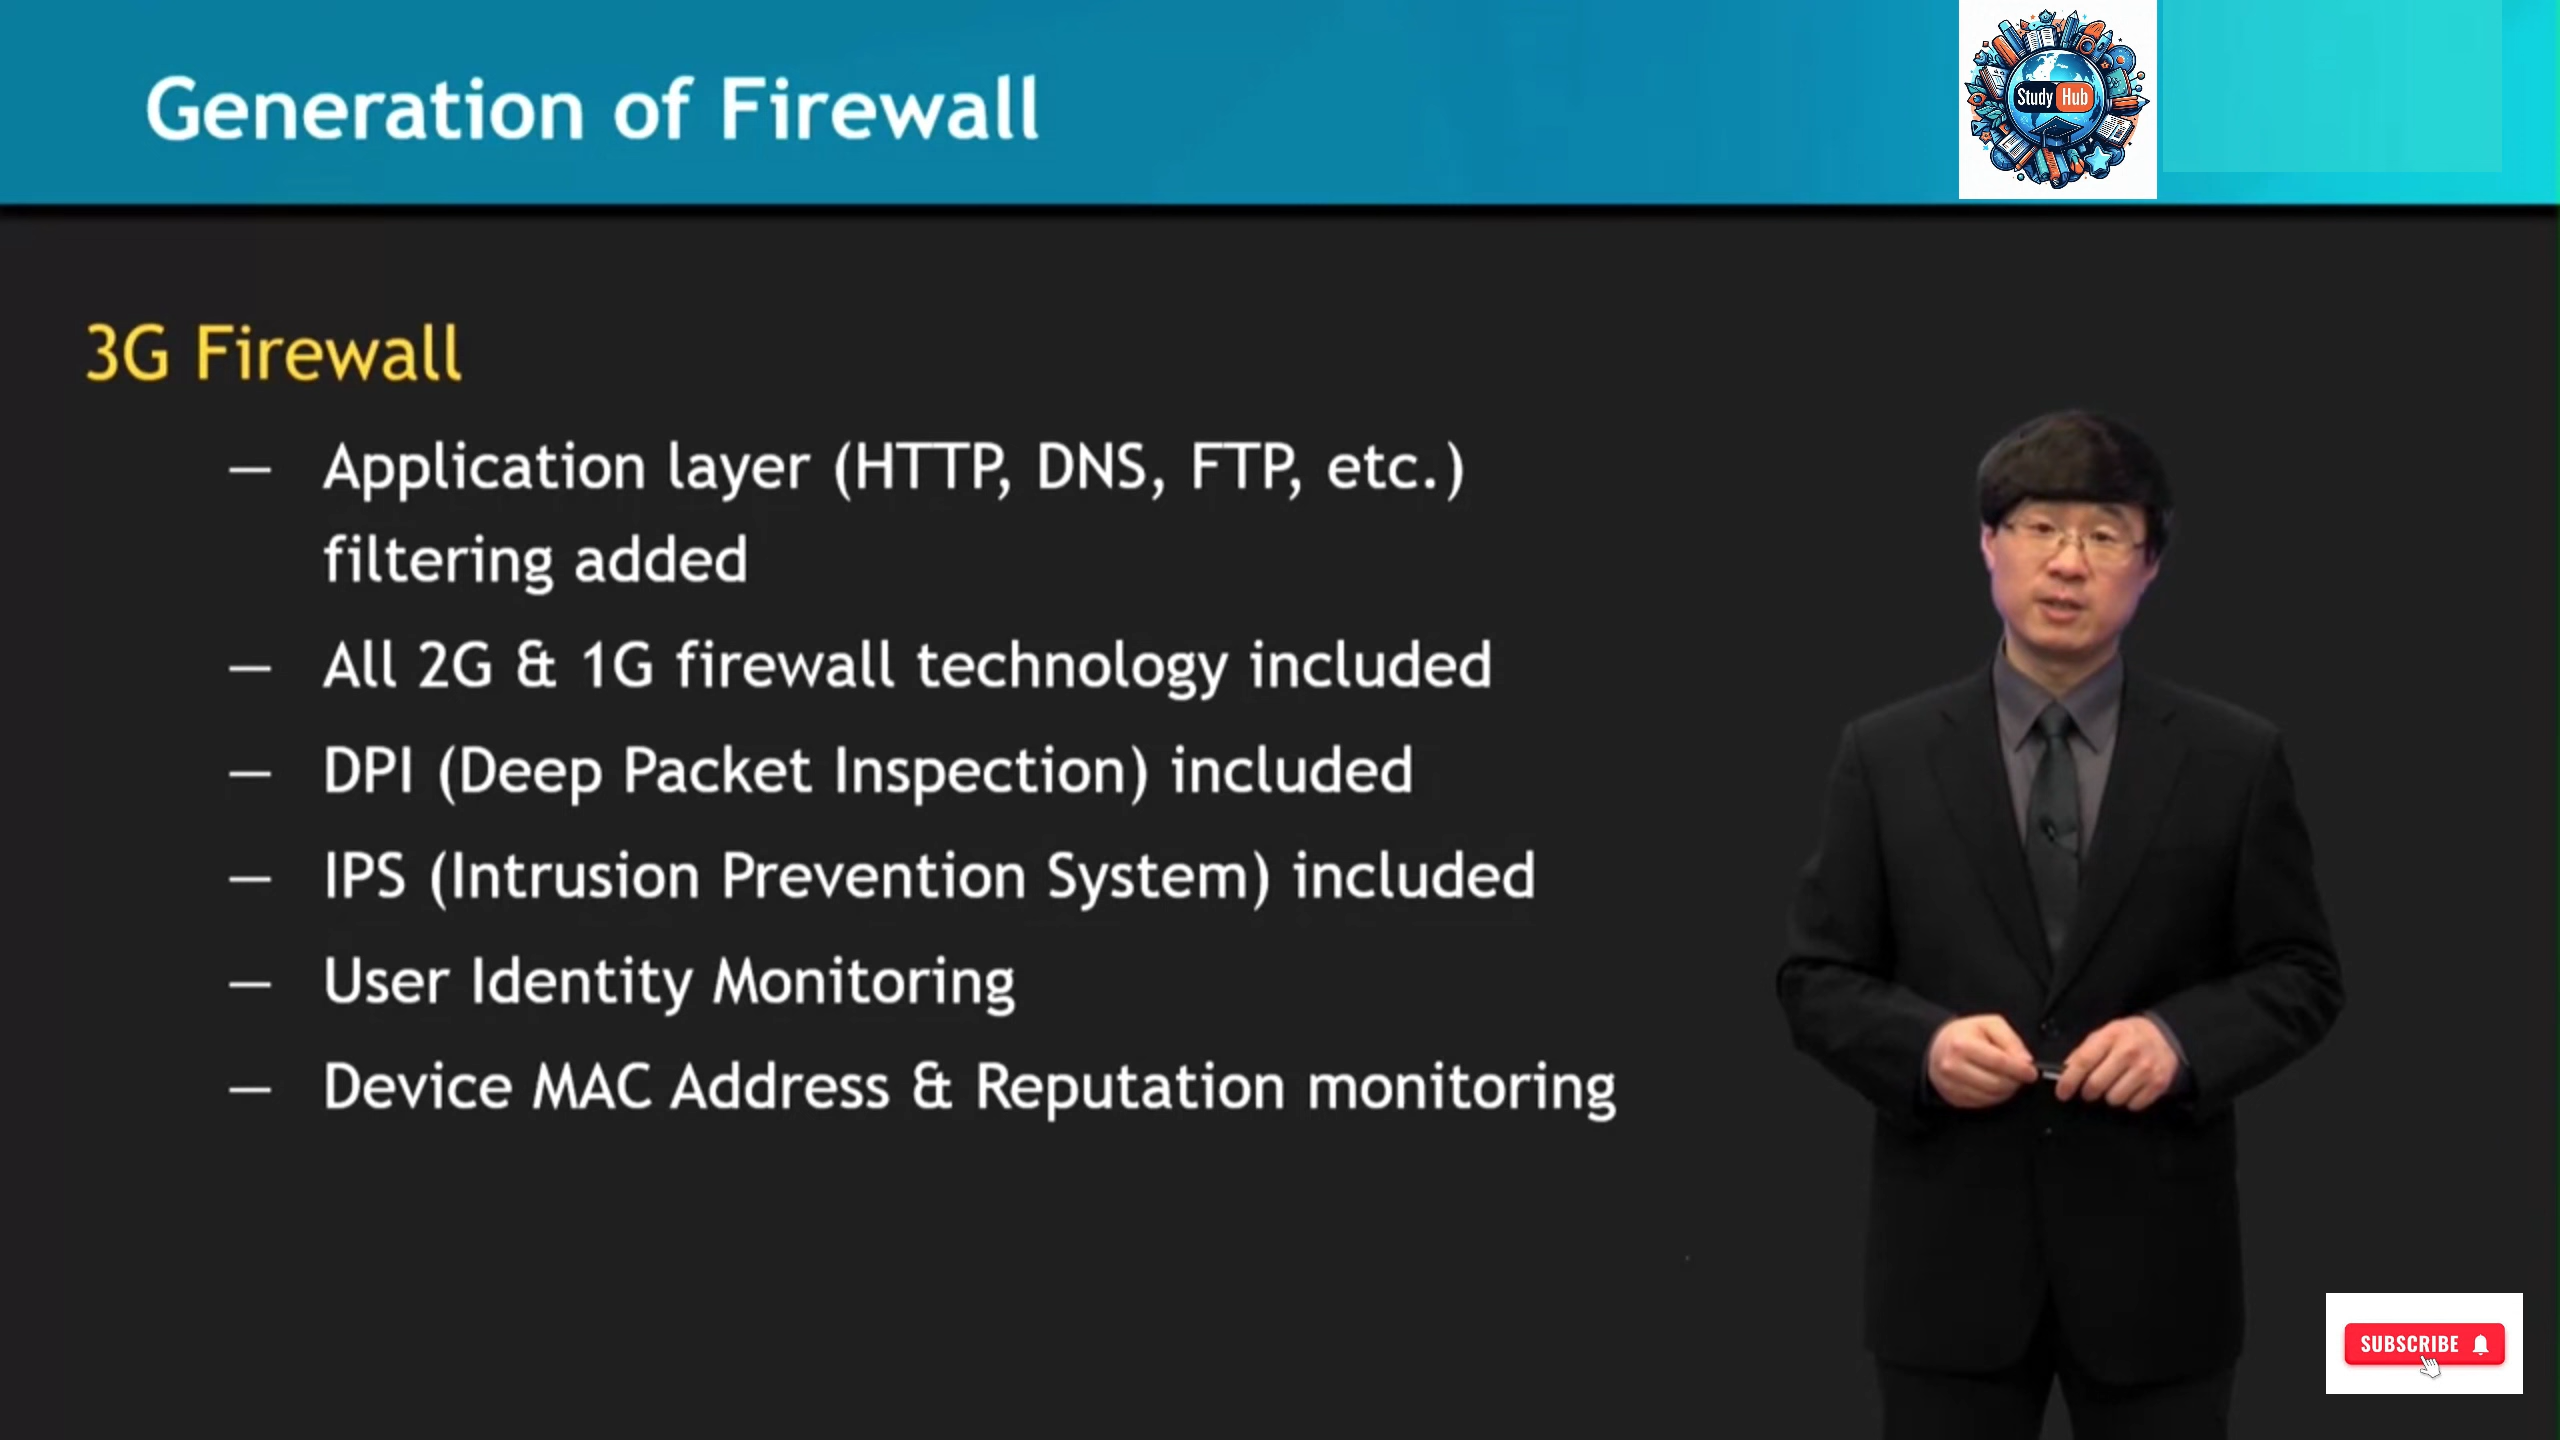 Generation of Firewall
Study Hub
3G Firewall
— Application layer (HTTP, DNS, FTP, etc.)
filtering added
— All 2G & 1G firewall technology included
— DPI (Deep Packet Inspection) included
— IPS (Intrusion Prevention System) included
— User Identity Monitoring
— Device MAC Address & Reputation monitoring
SUBSCRIBE